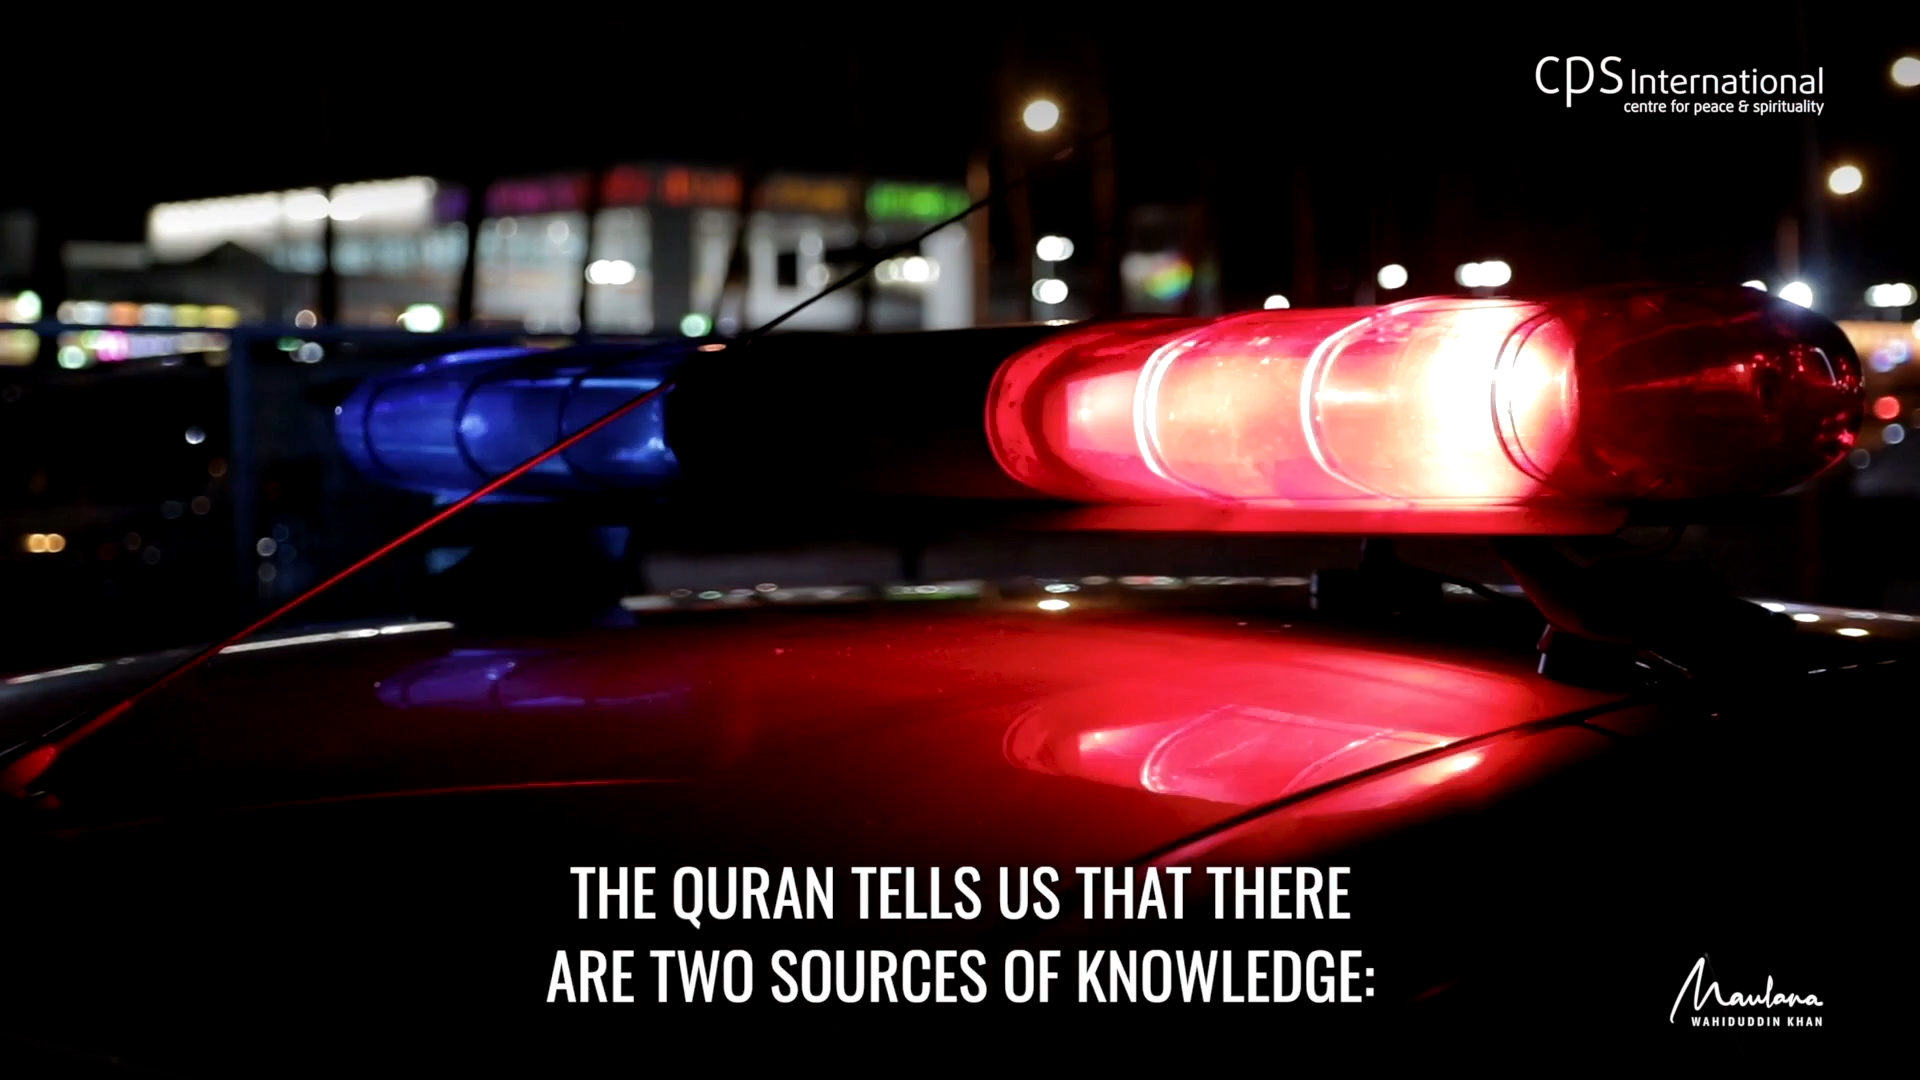 cps International
centre for peace & spirituality
THE QURAN TELLS US THAT THERE
ARE TWO SOURCES OF KNOWLEDGE:
Maulana
WAHIDUDDIN KHAN